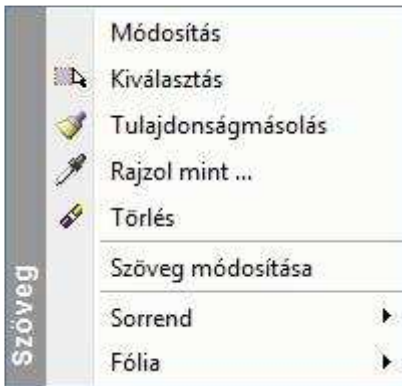 Módosítás
Kiválasztás
Tulajdonságmásolás
Rajzol mint ...
Törlés
Szöveg módosítása
Sorrend
Fólia
Szöveg